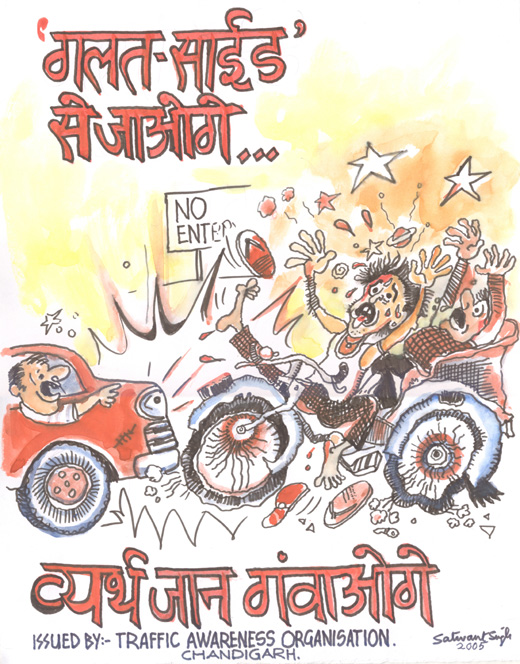 'गलत-साईड'
से जाओगे...
NO
ENTER
व्यर्थ जान गंवाओगे
ISSUED BY:- TRAFFIC AWARENESS ORGANISATION.
CHANDIGARH.
Satwant Singh
2005